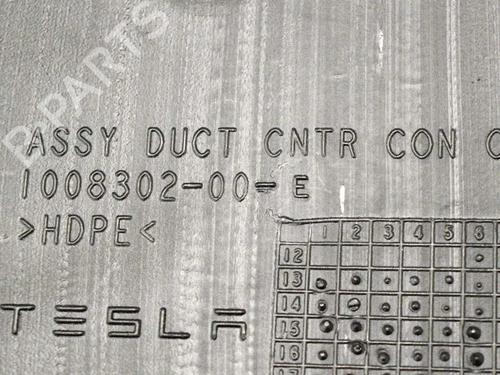 B-PARTS
ASSY DUCT CNTR CON
1008302-00-E
>HDPE<
1 2 3 4 5 6
12
13
14
15
16
17
TESLA